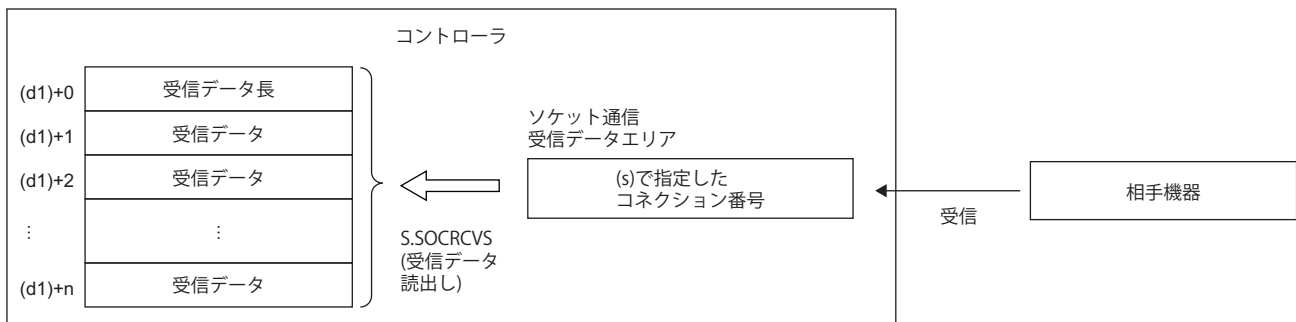 コントローラ
(d1)+0
受信データ長
(d1)+1
受信データ
(d1)+2
受信データ
⋮
⋮
(d1)+n
受信データ
S.SOCRCVS
(受信データ
読出し)
ソケット通信
受信データエリア
(s)で指定した
コネクション番号
受信
相手機器